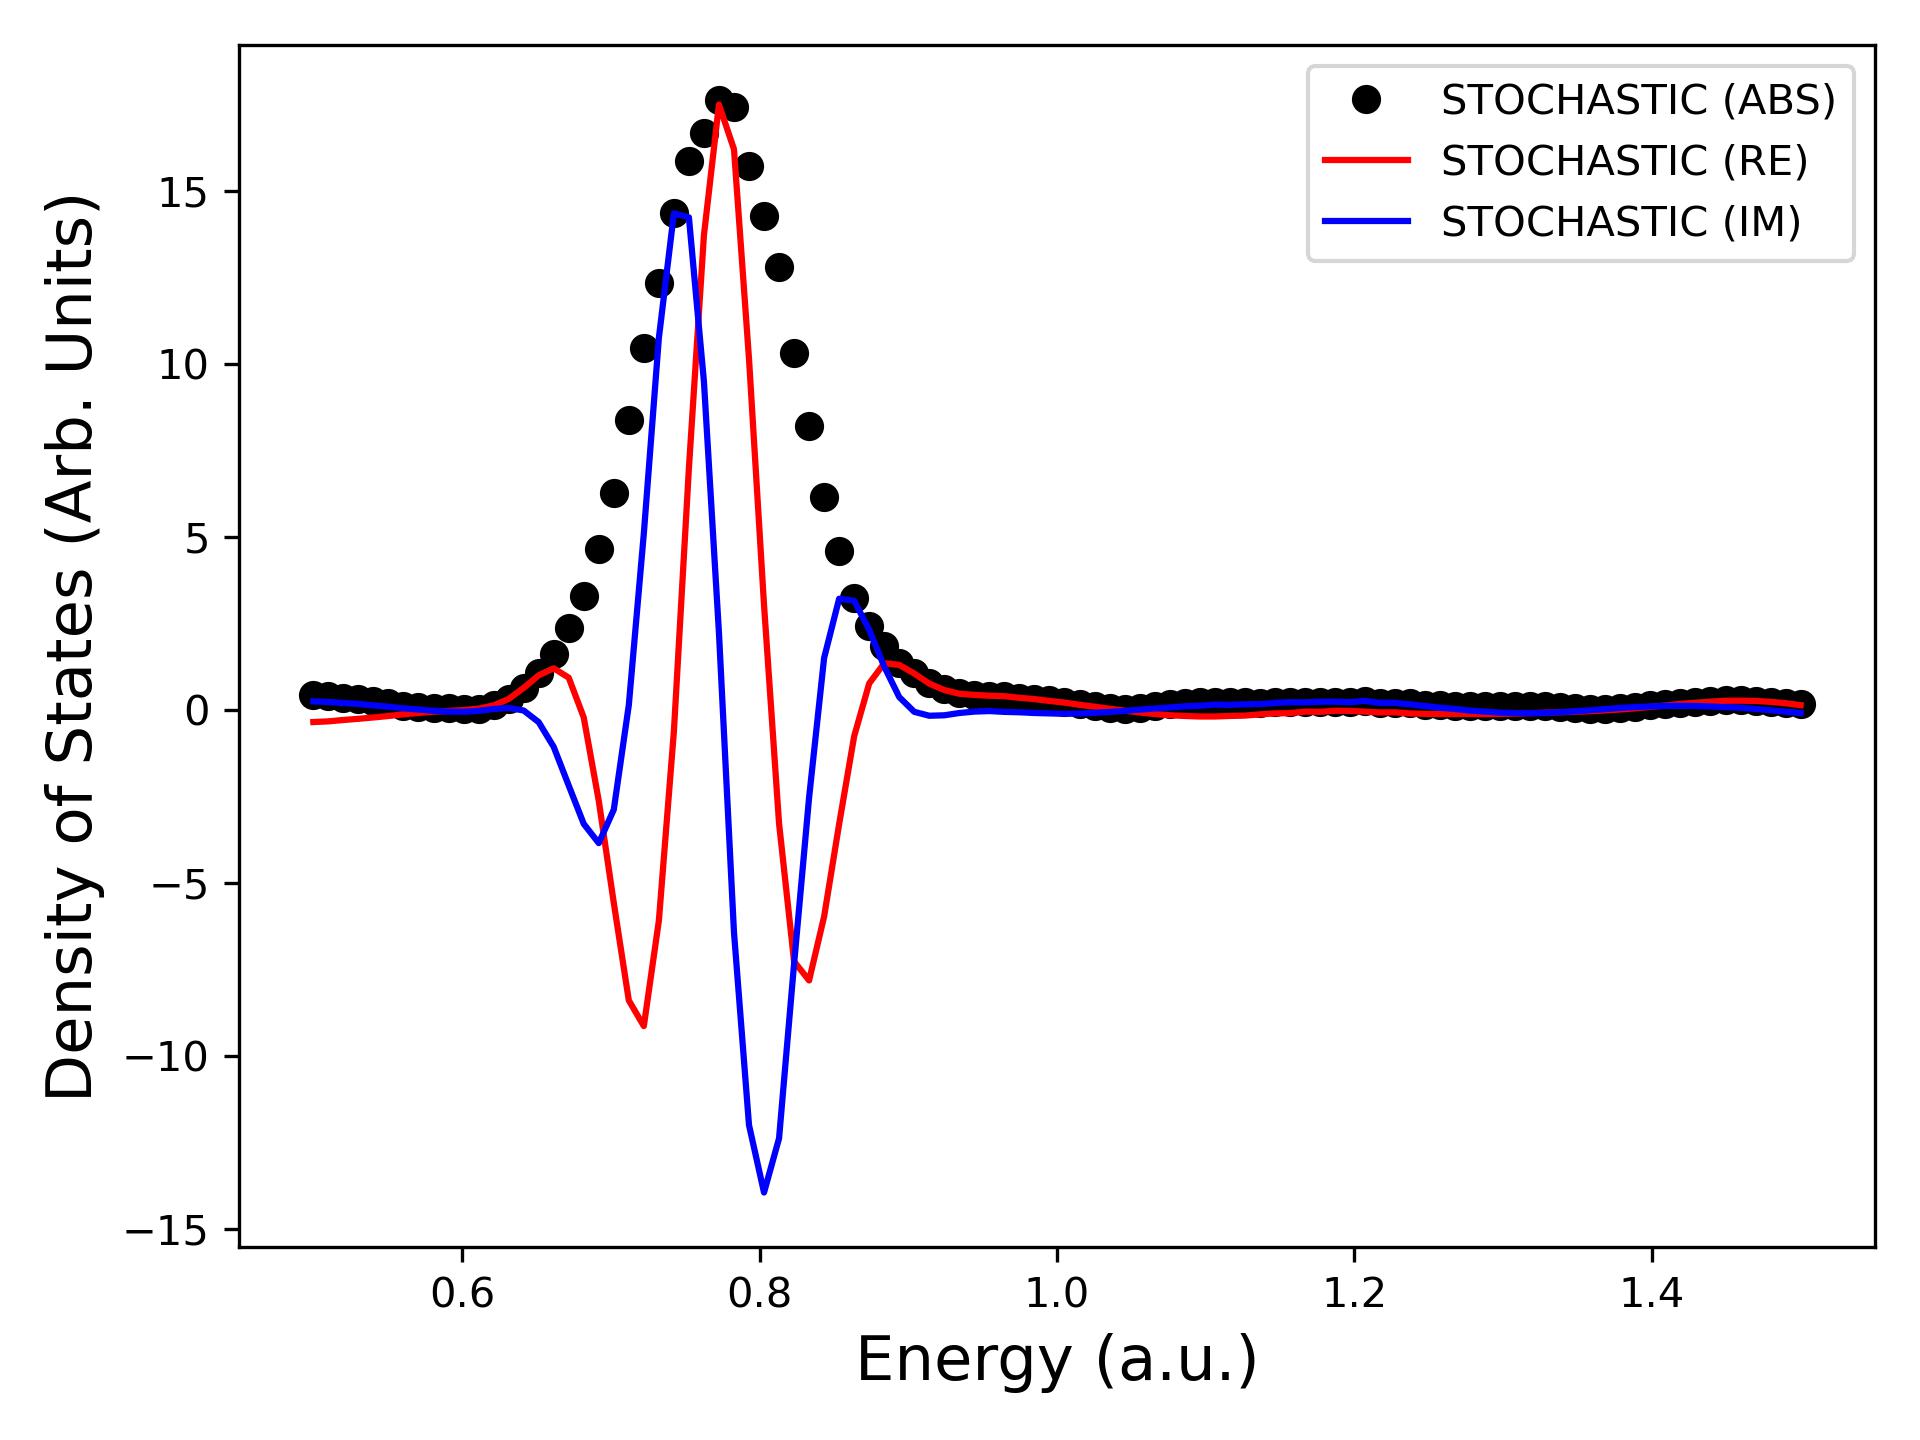 STOCHASTIC (ABS)
STOCHASTIC (RE)
STOCHASTIC (IM)
Density of States (Arb. Units)
15
10
5
0
−5
−10
−15
0.6 0.8 1.0 1.2 1.4
Energy (a.u.)